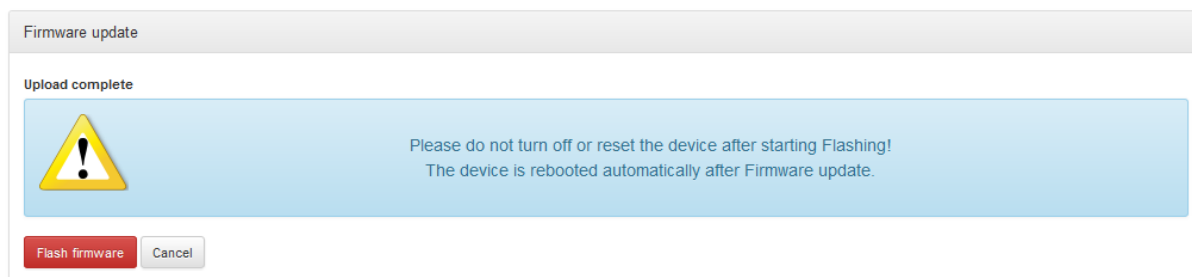 Firmware update
Upload complete
Please do not turn off or reset the device after starting Flashing!
The device is rebooted automatically after Firmware update.
Flash firmware
Cancel